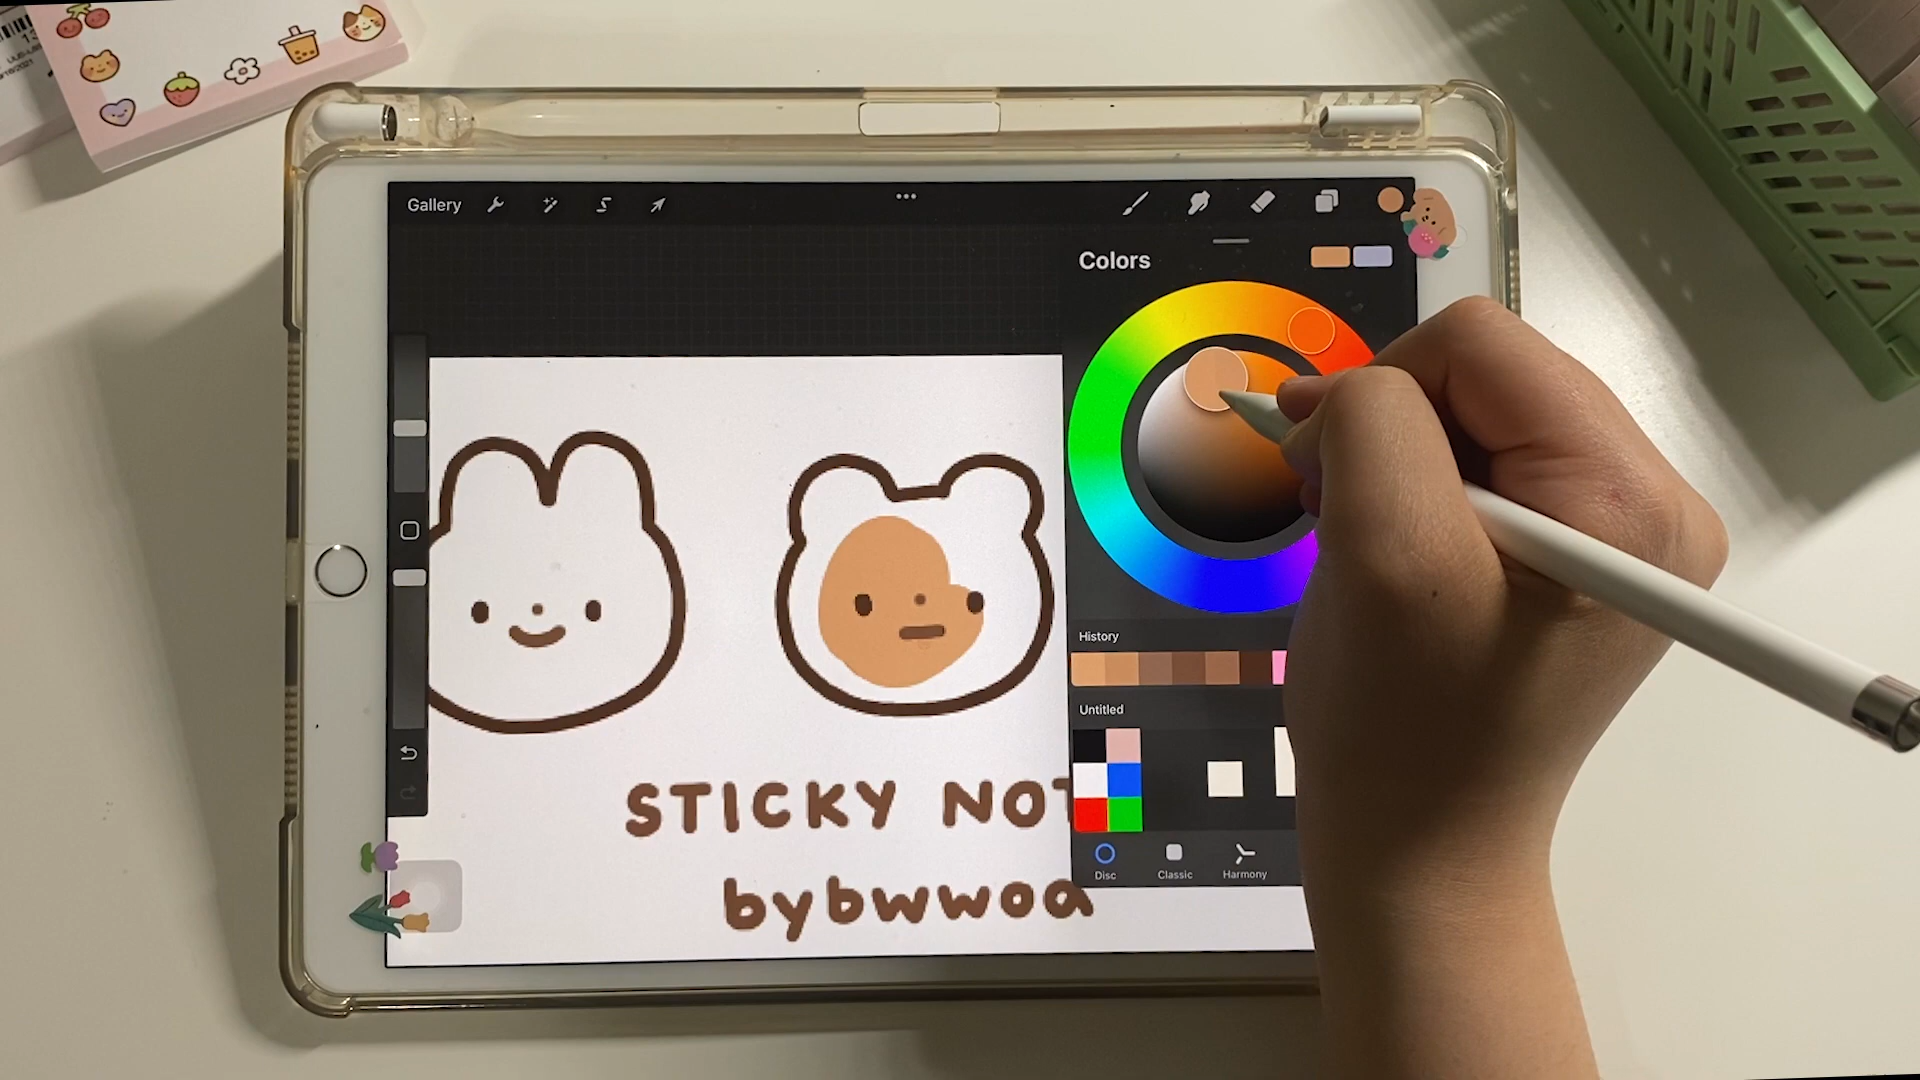 Gallery
Colors
History
Untitled
Disc
Classic
Harmony
STICKY NOT
bybwwoa